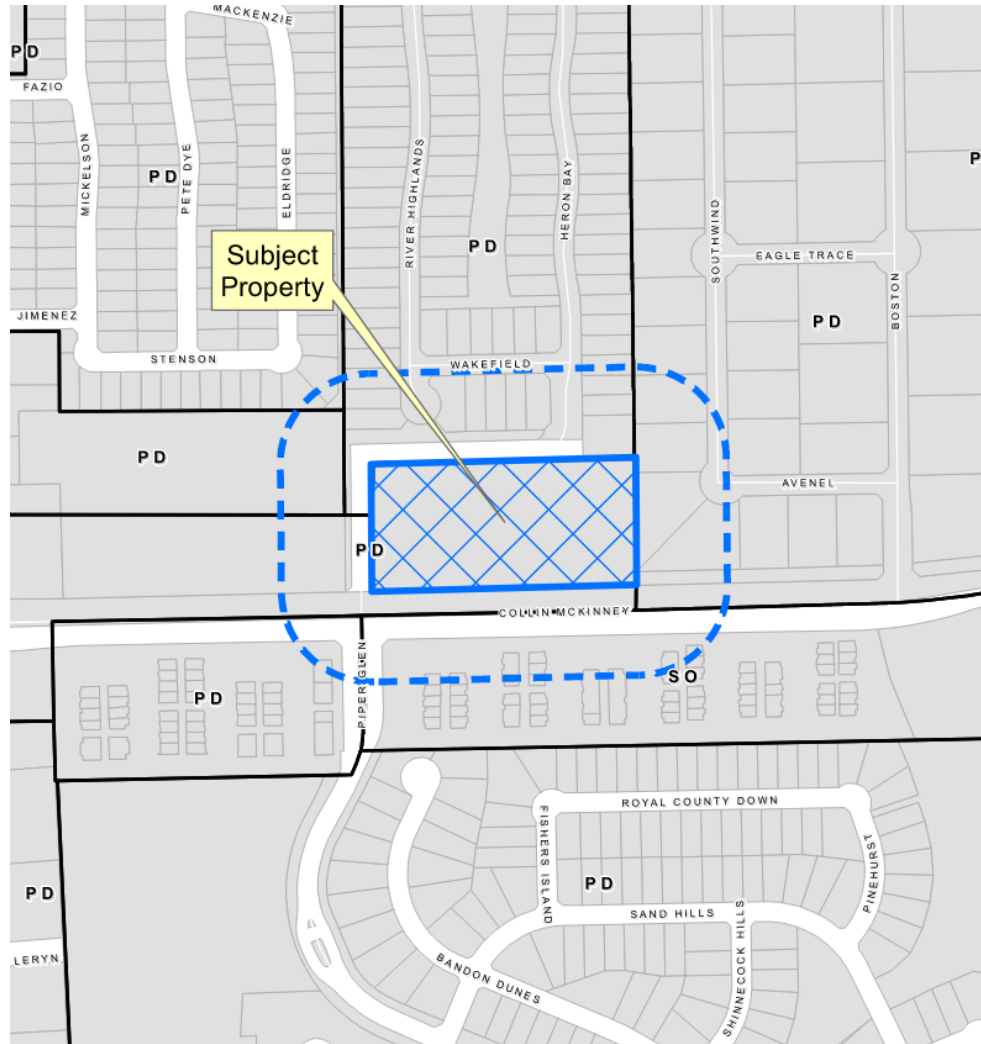 MACKENZIE
PD
FAZIO
MICKELSON
PETE DYE
ELDRIDGE
PD
RIVER HIGHLANDS
HERON BAY
PD
P
SOUTHWIND
EAGLE TRACE
BOSTON
PD
Subject
Property
JIMENEZ
STENSON
WAKEFIELD
PD
AVENEL
PD
COLLIN MCKINNEY
PIPERS GLEN
PD
SO
ROYAL COUNTY DOWN
FISHERS ISLAND
PINEHURST
PD
PD
SAND HILLS
SHINNECOCK HILLS
LERYN
BANDON DUNES